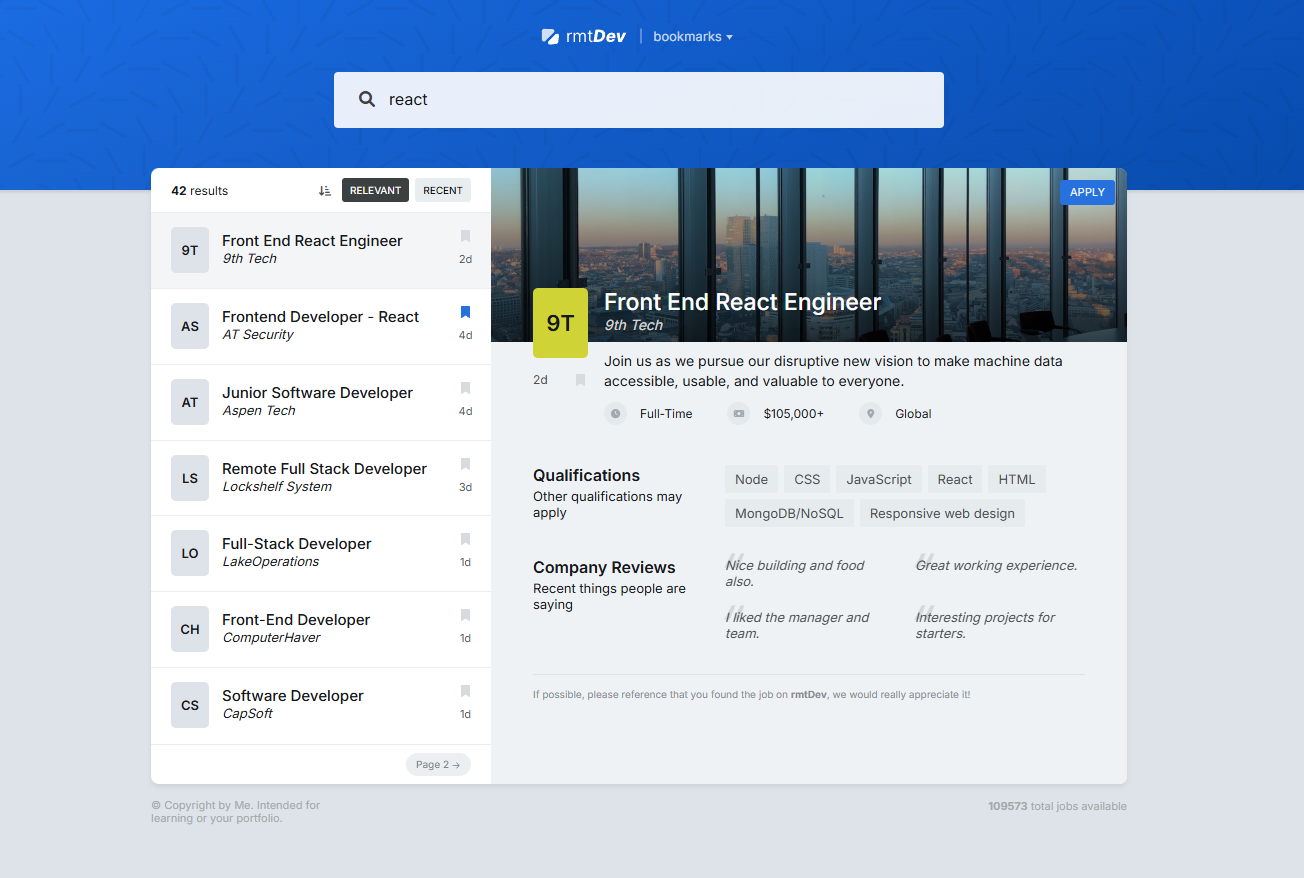 rmtDev
bookmarks
react
42 results
RELEVANT
RECENT
9T
Front End React Engineer
9th Tech
2d
AS
Frontend Developer - React
AT Security
4d
AT
Junior Software Developer
Aspen Tech
4d
LS
Remote Full Stack Developer
Lockshelf System
3d
LO
Full-Stack Developer
LakeOperations
1d
CH
Front-End Developer
ComputerHaver
1d
CS
Software Developer
CapSoft
1d
Page 2 →
APPLY
9T
Front End React Engineer
9th Tech
2d
Join us as we pursue our disruptive new vision to make machine data
accessible, usable, and valuable to everyone.
Full-Time
$105,000+
Global
Qualifications
Other qualifications may
apply
Node
CSS
JavaScript
React
HTML
MongoDB/NoSQL
Responsive web design
Company Reviews
Recent things people are
saying
Nice building and food
also.
Great working experience.
I liked the manager and
team.
Interesting projects for
starters.
If possible, please reference that you found the job on rmtDev, we would really appreciate it!
© Copyright by Me. Intended for
learning or your portfolio.
109573 total jobs available